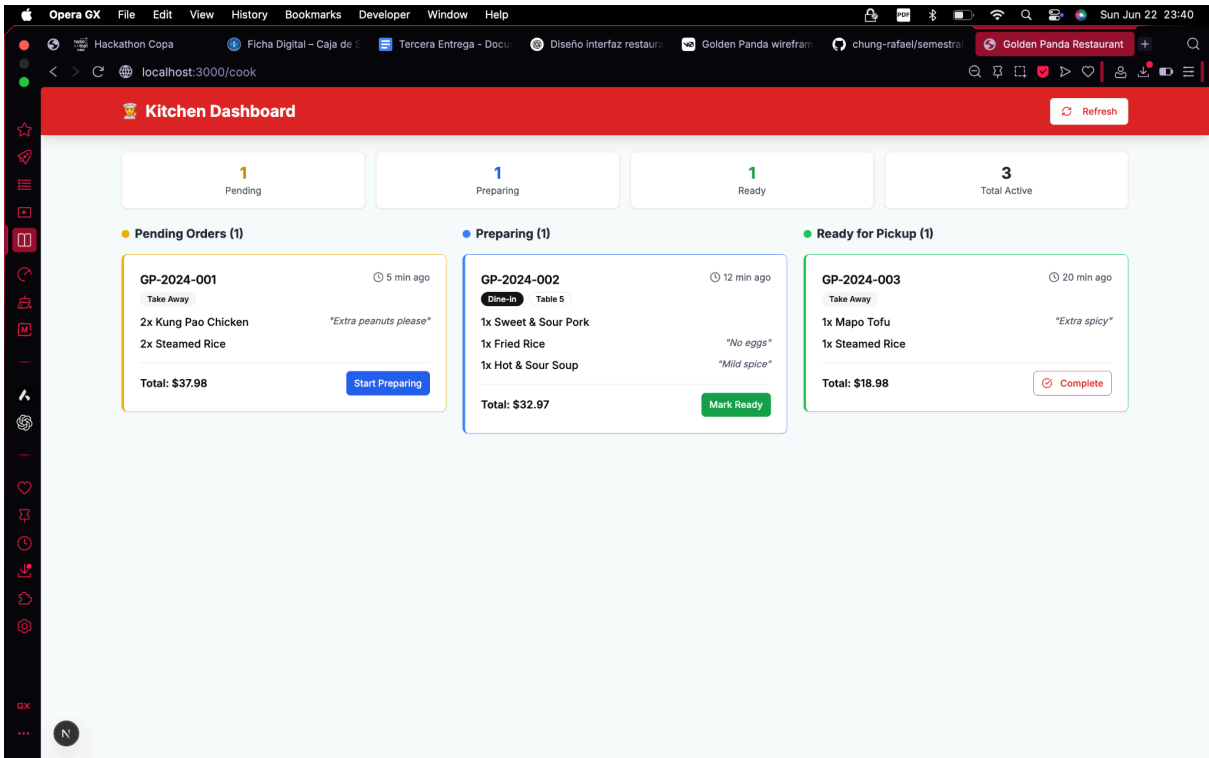 Opera GX File Edit View History Bookmarks Developer Window Help PDF Sun Jun 22 23:40
Hackathon Copa Ficha Digital – Caja de S Tercera Entrega - Docu Diseño interfaz restaura Golden Panda wirefram chung-rafael/semestral Golden Panda Restaurant +
localhost:3000/cook
Kitchen Dashboard Refresh
1 1 1 3
Pending Preparing Ready Total Active
Pending Orders (1)
GP-2024-001 5 min ago
Take Away
2x Kung Pao Chicken "Extra peanuts please"
2x Steamed Rice
Total: $37.98 Start Preparing
Preparing (1)
GP-2024-002 12 min ago
Dine-in Table 5
1x Sweet & Sour Pork
1x Fried Rice "No eggs"
1x Hot & Sour Soup "Mild spice"
Total: $32.97 Mark Ready
Ready for Pickup (1)
GP-2024-003 20 min ago
Take Away
1x Mapo Tofu "Extra spicy"
1x Steamed Rice
Total: $18.98 Complete
M
GX
N